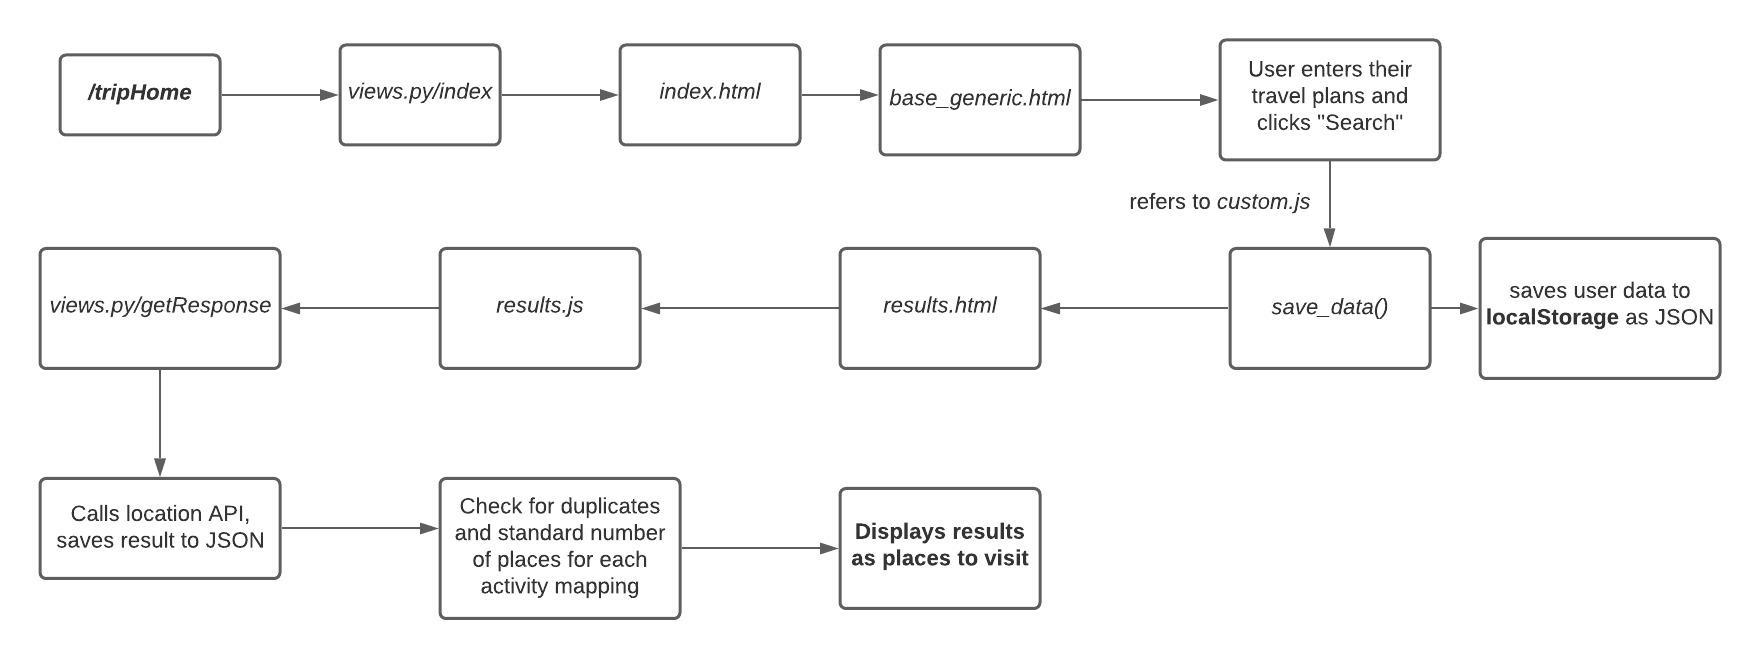 /tripHome
views.py/index
index.html
base_generic.html
User enters their
travel plans and
clicks "Search"
refers to custom.js
views.py/getResponse
results.js
results.html
save_data()
saves user data to
localStorage as JSON
Calls location API,
saves result to JSON
Check for duplicates
and standard number
of places for each
activity mapping
Displays results
as places to visit